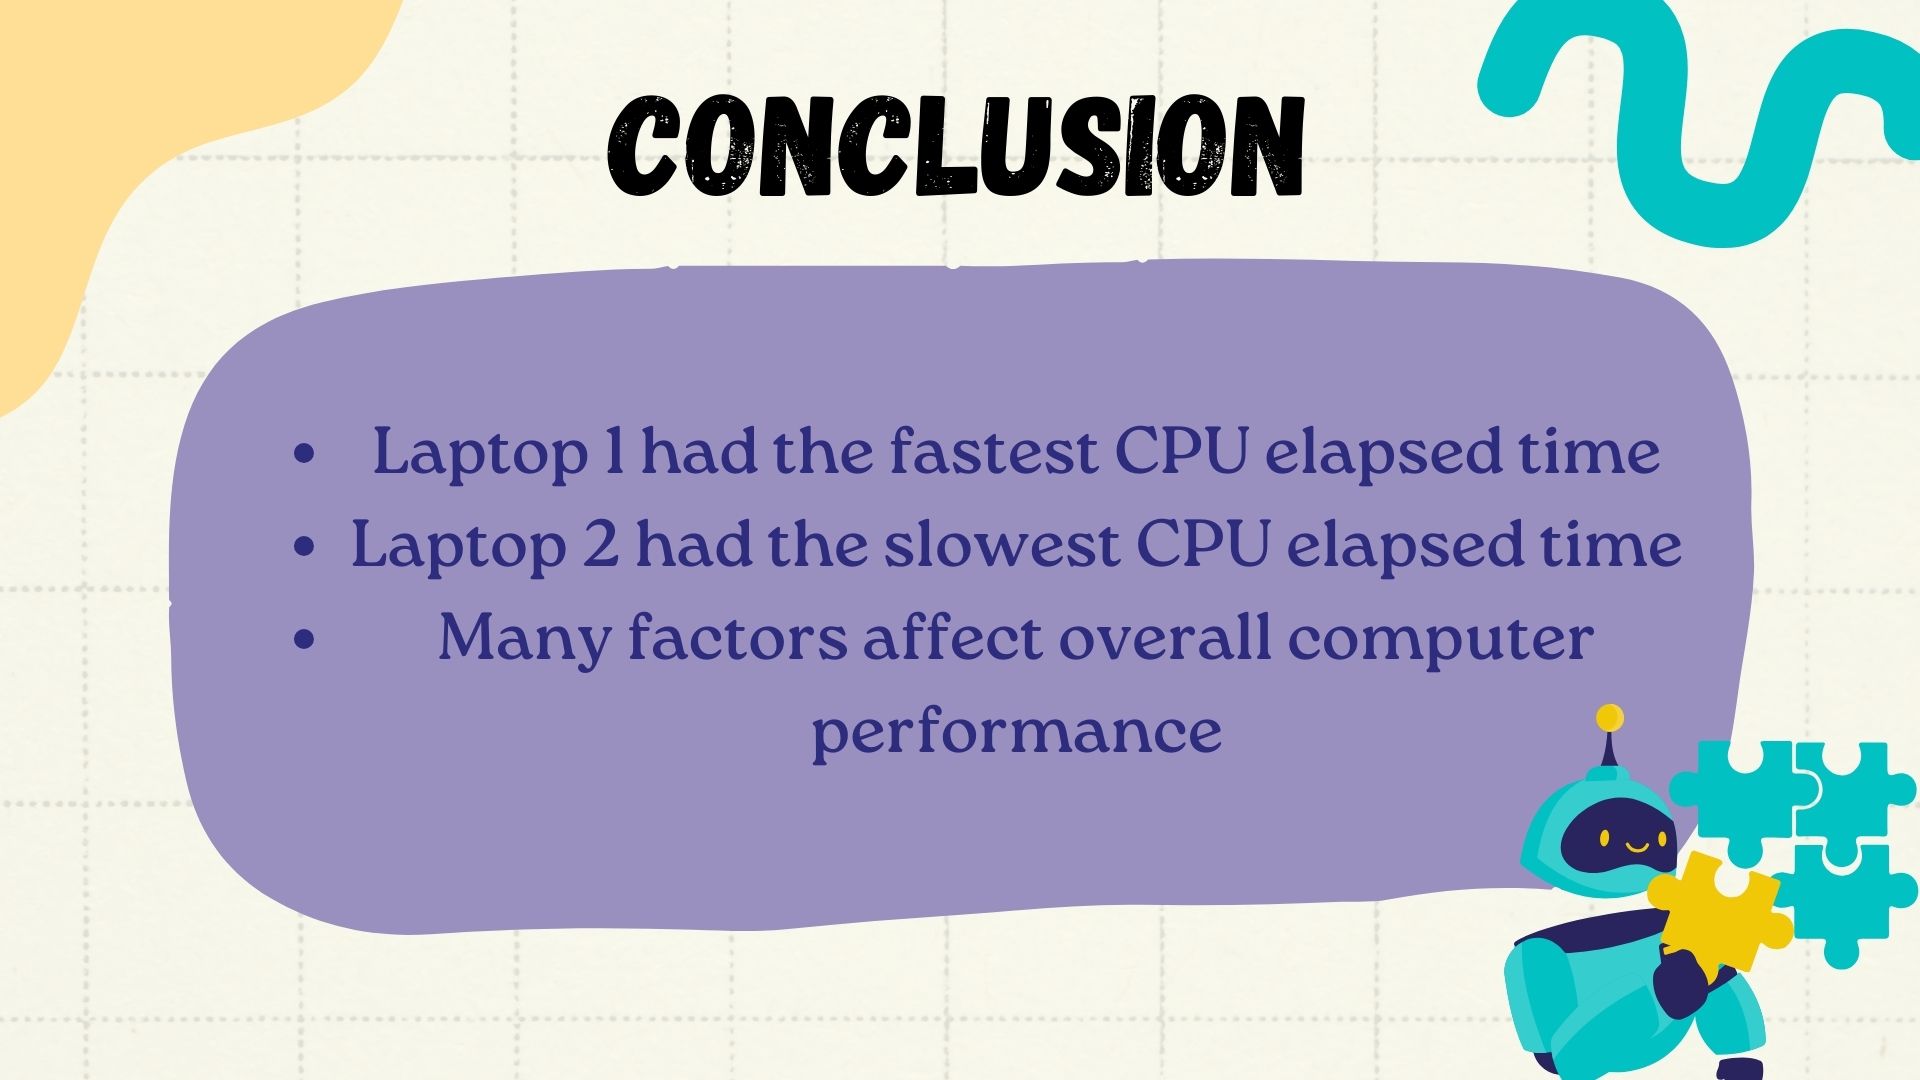 CONCLUSION
• Laptop 1 had the fastest CPU elapsed time
• Laptop 2 had the slowest CPU elapsed time
• Many factors affect overall computer
performance